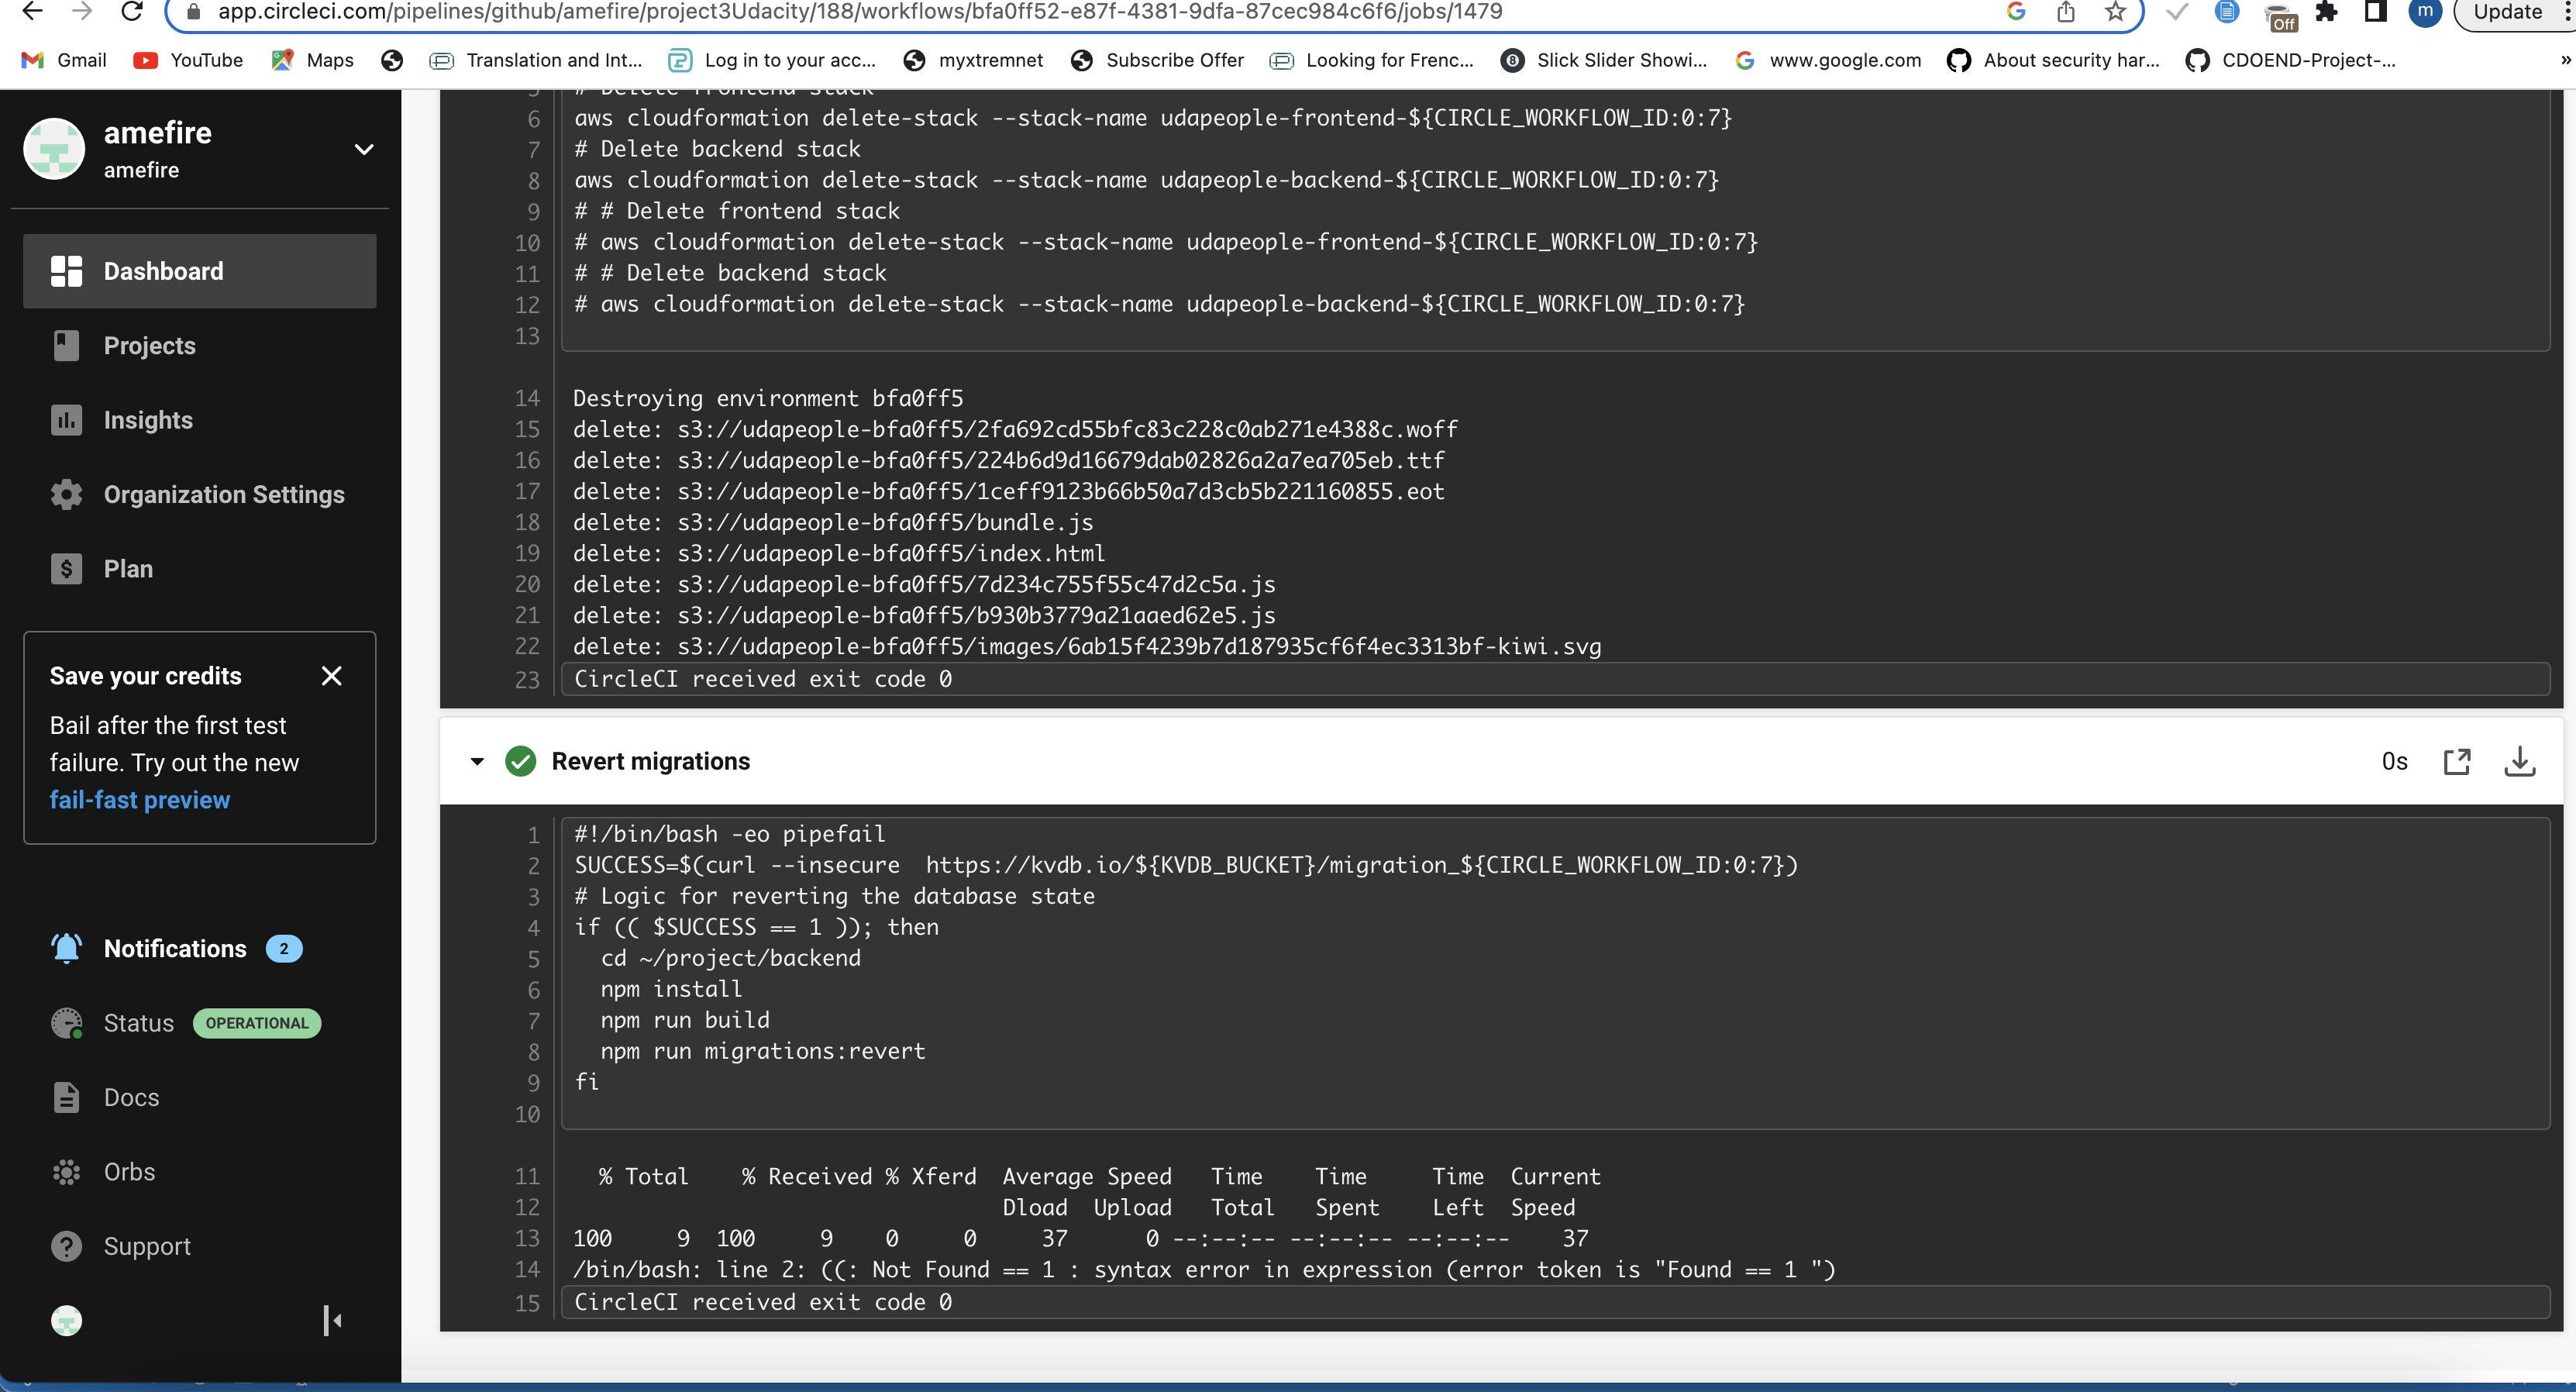 app.circleci.com/pipelines/github/amefire/project3Udacity/188/workflows/bfa0ff52-e87f-4381-9dfa-87cec984c6f6/jobs/1479
Off
m
Update
Gmail
YouTube
Maps
Translation and Int...
Log in to your acc...
myxtremnet
Subscribe Offer
Looking for Frenc...
Slick Slider Showi...
www.google.com
About security har...
CDOEND-Project-...
»
amefire
amefire
Dashboard
Projects
Insights
Organization Settings
Plan
Save your credits
Bail after the first test
failure. Try out the new
fail-fast preview
Notifications 2
Status OPERATIONAL
Docs
Orbs
Support
5 # Delete frontend stack
6 aws cloudformation delete-stack --stack-name udapeople-frontend-${CIRCLE_WORKFLOW_ID:0:7}
7 # Delete backend stack
8 aws cloudformation delete-stack --stack-name udapeople-backend-${CIRCLE_WORKFLOW_ID:0:7}
9 # # Delete frontend stack
10 # aws cloudformation delete-stack --stack-name udapeople-frontend-${CIRCLE_WORKFLOW_ID:0:7}
11 # # Delete backend stack
12 # aws cloudformation delete-stack --stack-name udapeople-backend-${CIRCLE_WORKFLOW_ID:0:7}
13
14 Destroying environment bfa0ff5
15 delete: s3://udapeople-bfa0ff5/2fa692cd55bfc83c228c0ab271e4388c.woff
16 delete: s3://udapeople-bfa0ff5/224b6d9d16679dab02826a2a7ea705eb.ttf
17 delete: s3://udapeople-bfa0ff5/1ceff9123b66b50a7d3cb5b221160855.eot
18 delete: s3://udapeople-bfa0ff5/bundle.js
19 delete: s3://udapeople-bfa0ff5/index.html
20 delete: s3://udapeople-bfa0ff5/7d234c755f55c47d2c5a.js
21 delete: s3://udapeople-bfa0ff5/b930b3779a21aaed62e5.js
22 delete: s3://udapeople-bfa0ff5/images/6ab15f4239b7d187935cf6f4ec3313bf-kiwi.svg
23 CircleCI received exit code 0
Revert migrations 0s
1 #!/bin/bash -eo pipefail
2 SUCCESS=$(curl --insecure  https://kvdb.io/${KVDB_BUCKET}/migration_${CIRCLE_WORKFLOW_ID:0:7})
3 # Logic for reverting the database state
4 if (( $SUCCESS == 1 )); then
5   cd ~/project/backend
6   npm install
7   npm run build
8   npm run migrations:revert
9 fi
10
11   % Total    % Received % Xferd  Average Speed   Time    Time     Time  Current
12                                  Dload  Upload   Total   Spent    Left  Speed
13 100     9  100     9    0     0     37      0 --:--:-- --:--:-- --:--:--    37
14 /bin/bash: line 2: ((: Not Found == 1 : syntax error in expression (error token is "Found == 1 ")
15 CircleCI received exit code 0